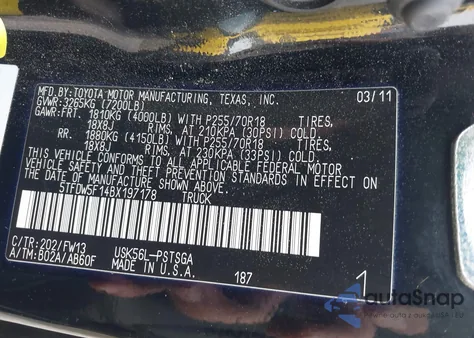 MFD.BY:TOYOTA MOTOR MANUFACTURING, TEXAS, INC. 03/11
GVWR:3265KG (7200LB)
GAWR:FRT. 1810KG (4000LB) WITH P255/70R18 TIRES,
18X8J RIMS, AT 210KPA (30PSI) COLD.
RR. 1880KG (4150LB) WITH P255/70R18 TIRES,
18X8J RIMS, AT 230KPA (33PSI) COLD.
THIS VEHICLE CONFORMS TO ALL APPLICABLE FEDERAL MOTOR
VEHICLE SAFETY AND THEFT PREVENTION STANDARDS IN EFFECT ON
THE DATE OF MANUFACTURE SHOWN ABOVE.
5TFDW5F14BX197178 TRUCK
C/TR:202/FW13 USK56L-PSTSGA
A/TM:B02A/AB60F MADE IN U.S.A. 187 1
autoSnap